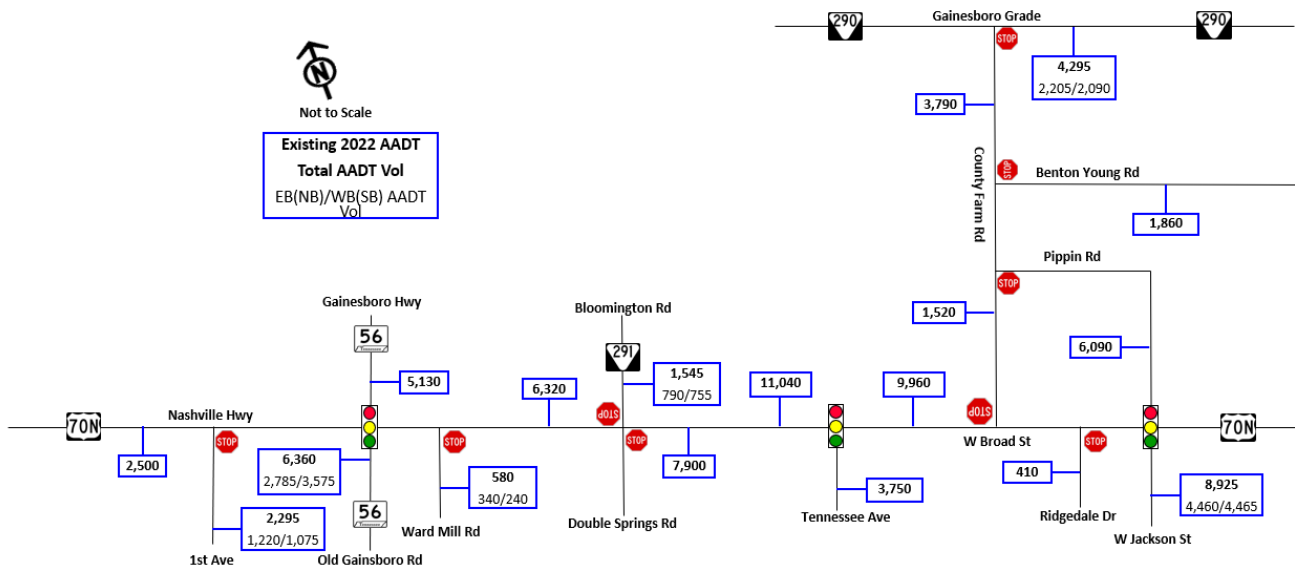 Gainesboro Grade
290
290
STOP
4,295
2,205/2,090
N
Not to Scale
3,790
Existing 2022 AADT
Total AADT Vol
EB(NB)/WB(SB) AADT
Vol
County Farm Rd
STOP
Benton Young Rd
1,860
Pippin Rd
STOP
Gainesboro Hwy
Bloomington Rd
56
Tennessee
291
1,520
6,090
5,130
6,320
1,545
790/755
11,040
9,960
70N
Nashville Hwy
STOP
STOP
STOP
STOP
STOP
W Broad St
STOP
70N
2,500
6,360
2,785/3,575
580
340/240
7,900
3,750
410
8,925
4,460/4,465
2,295
1,220/1,075
56
Tennessee
Ward Mill Rd
Double Springs Rd
Tennessee Ave
Ridgedale Dr
W Jackson St
1st Ave
Old Gainsboro Rd